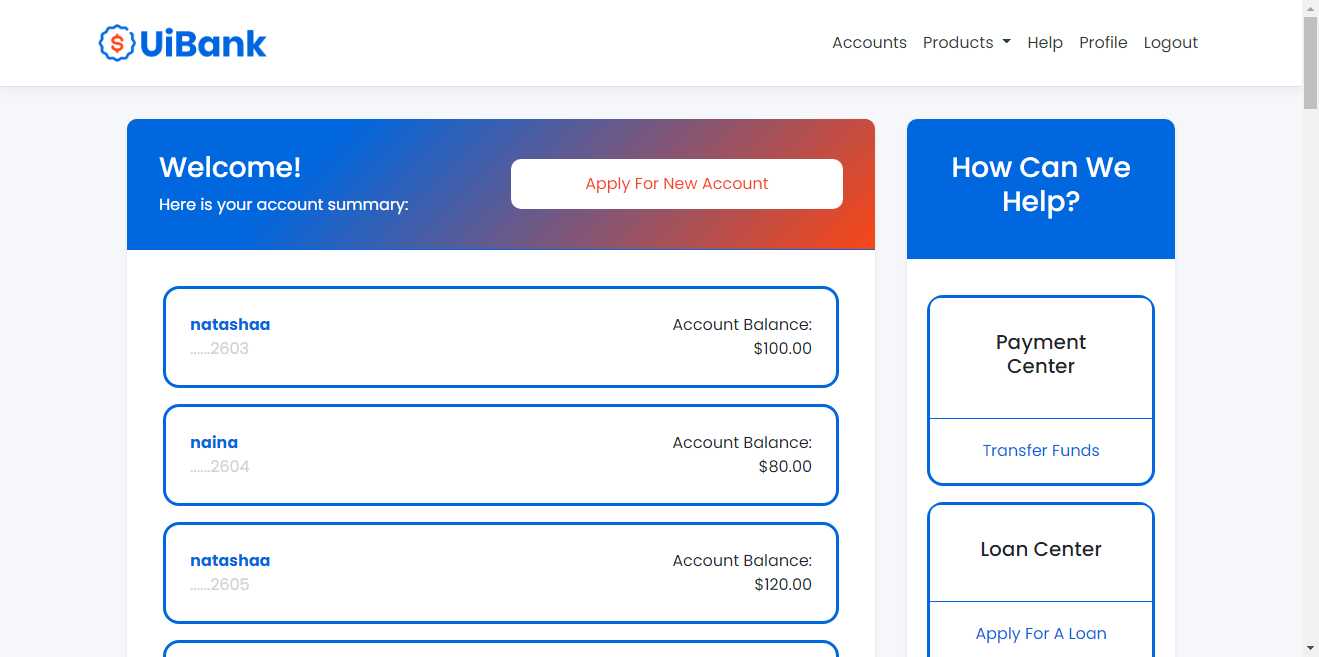 $ UiBank
Accounts Products Help Profile Logout
Welcome!
Here is your account summary:
Apply For New Account
natashaa
......2603
Account Balance:
$100.00
naina
......2604
Account Balance:
$80.00
natashaa
......2605
Account Balance:
$120.00
How Can We
Help?
Payment
Center
Transfer Funds
Loan Center
Apply For A Loan